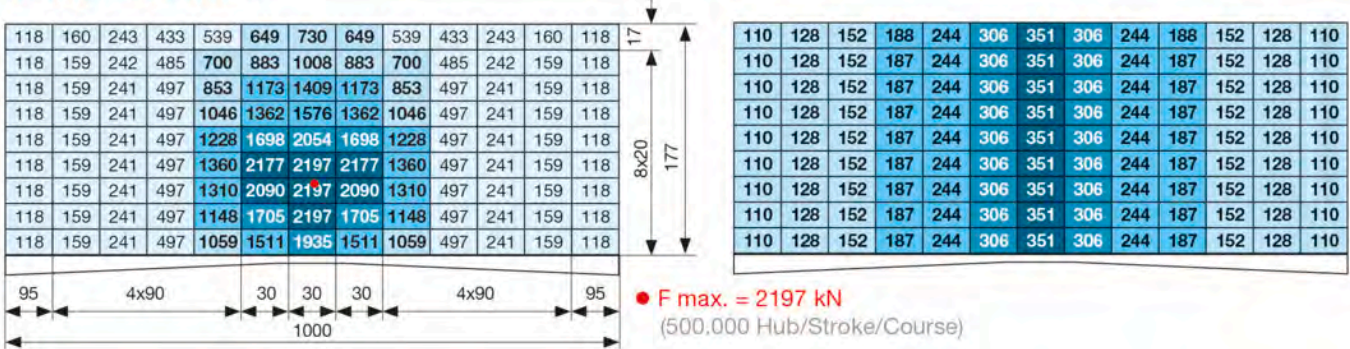 118 160 243 433 539 649 730 649 539 433 243 160 118
118 159 242 485 700 883 1008 883 700 485 242 159 118
118 159 241 497 853 1173 1409 1173 853 497 241 159 118
118 159 241 497 1046 1362 1576 1362 1046 497 241 159 118
118 159 241 497 1228 1698 2054 1698 1228 497 241 159 118
118 159 241 497 1360 2177 2197 2177 1360 497 241 159 118
118 159 241 497 1310 2090 2197 2090 1310 497 241 159 118
118 159 241 497 1148 1705 2197 1705 1148 497 241 159 118
118 159 241 497 1059 1511 1935 1511 1059 497 241 159 118
17
8x20
177
95 4x90 30 30 30 4x90 95
1000
110 128 152 188 244 306 351 306 244 188 152 128 110
110 128 152 187 244 306 351 306 244 187 152 128 110
110 128 152 187 244 306 351 306 244 187 152 128 110
110 128 152 187 244 306 351 306 244 187 152 128 110
110 128 152 187 244 306 351 306 244 187 152 128 110
110 128 152 187 244 306 351 306 244 187 152 128 110
110 128 152 187 244 306 351 306 244 187 152 128 110
110 128 152 187 244 306 351 306 244 187 152 128 110
110 128 152 187 244 306 351 306 244 187 152 128 110
F max. = 2197 kN
(500.000 Hub/Stroke/Course)